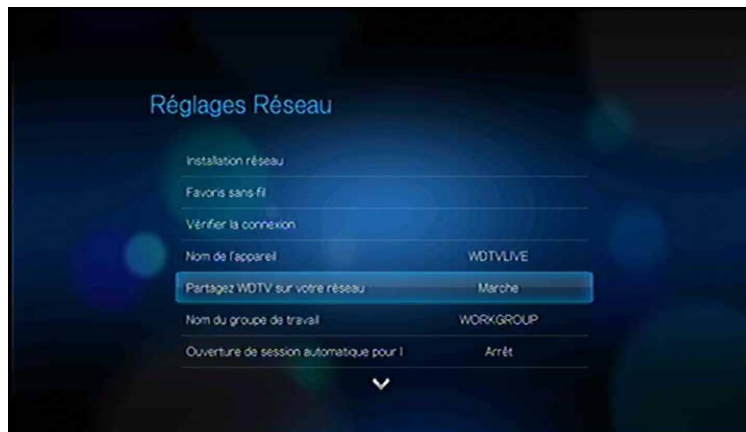 Réglages Réseau
Installation réseau
Favoris sans-fil
Vérifier la connexion
Nom de l'appareil WDTVLIVE
Partagez WDTV sur votre réseau Marche
Nom du groupe de travail WORKGROUP
Ouverture de session automatique pour l Arrêt